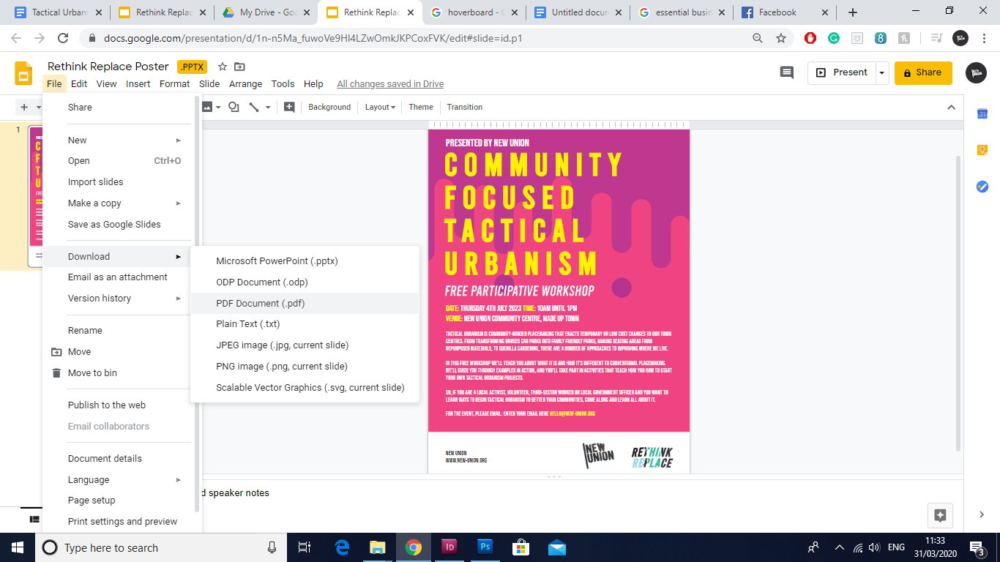 Tactical Urbani
Rethink Replac
My Drive - Goo
Rethink Replac
hoverboard - G
Untitled docum
essential busin
Facebook
docs.google.com/presentation/d/1n-n5Ma_fuwoVe9Hl4LZwOmkJKPCoxFVK/edit#slide=id.p1
Rethink Replace Poster .PPTX
File Edit View Insert Format Slide Arrange Tools Help All changes saved in Drive
Present
Share
Background Layout Theme Transition
Share
New
Open Ctrl+O
Import slides
Make a copy
Save as Google Slides
Download
Email as an attachment
Version history
Rename
Move
Move to bin
Publish to the web
Email collaborators
Document details
Language
Page setup
Print settings and preview
Microsoft PowerPoint (.pptx)
ODP Document (.odp)
PDF Document (.pdf)
Plain Text (.txt)
JPEG image (.jpg, current slide)
PNG image (.png, current slide)
Scalable Vector Graphics (.svg, current slide)
1
PRESENTED BY NEW UNION
COMMUNITY
FOCUSED
TACTICAL
URBANISM
FREE PARTICIPATIVE WORKSHOP
DATE: THURSDAY 4TH JULY 2023 TIME: 10AM UNTIL 1PM
VENUE: NEW UNION COMMUNITY CENTRE, MADE UP TOWN
TACTICAL URBANISM IS COMMUNITY-MINDED PLACEMAKING THAT ENACTS TEMPORARY OR LOW COST CHANGES TO OUR TOWN
CENTRES. FROM TRANSFORMING UNUSED CAR PARKS INTO FAMILY FRIENDLY PARKS, MAKING SEATING AREAS FROM
REPURPOSED MATERIALS, TO GUERILLA GARDENING, THERE ARE A NUMBER OF APPROACHES TO IMPROVING WHERE WE LIVE.
IN THIS FREE WORKSHOP WE'LL TEACH YOU ABOUT WHAT IT IS AND HOW IT'S DIFFERENT TO CONVENTIONAL PLACEMAKING.
WE'LL GUIDE YOU THROUGH EXAMPLES IN ACTION, AND YOU'LL TAKE PART IN ACTIVITIES THAT TEACH HOW YOU HOW TO START
YOUR OWN TACTICAL URBANISM PROJECTS.
SO, IF YOU ARE A LOCAL ACTIVIST, VOLUNTEER, THIRD-SECTOR WORKER OR LOCAL GOVERNMENT OFFICER AND YOU WANT TO
LEARN WAYS TO BEGIN TACTICAL URBANISM TO BETTER YOUR COMMUNITIES, COME ALONG AND LEARN ALL ABOUT IT.
FOR THE EVENT, PLEASE EMAIL: ENTER YOUR EMAIL HERE HELLO@NEW-UNION.ORG
NEW UNION
WWW.NEW-UNION.ORG
NEW
UNION
RETHINK
REPLACE
d speaker notes
Type here to search
ENG
11:33
31/03/2020
3